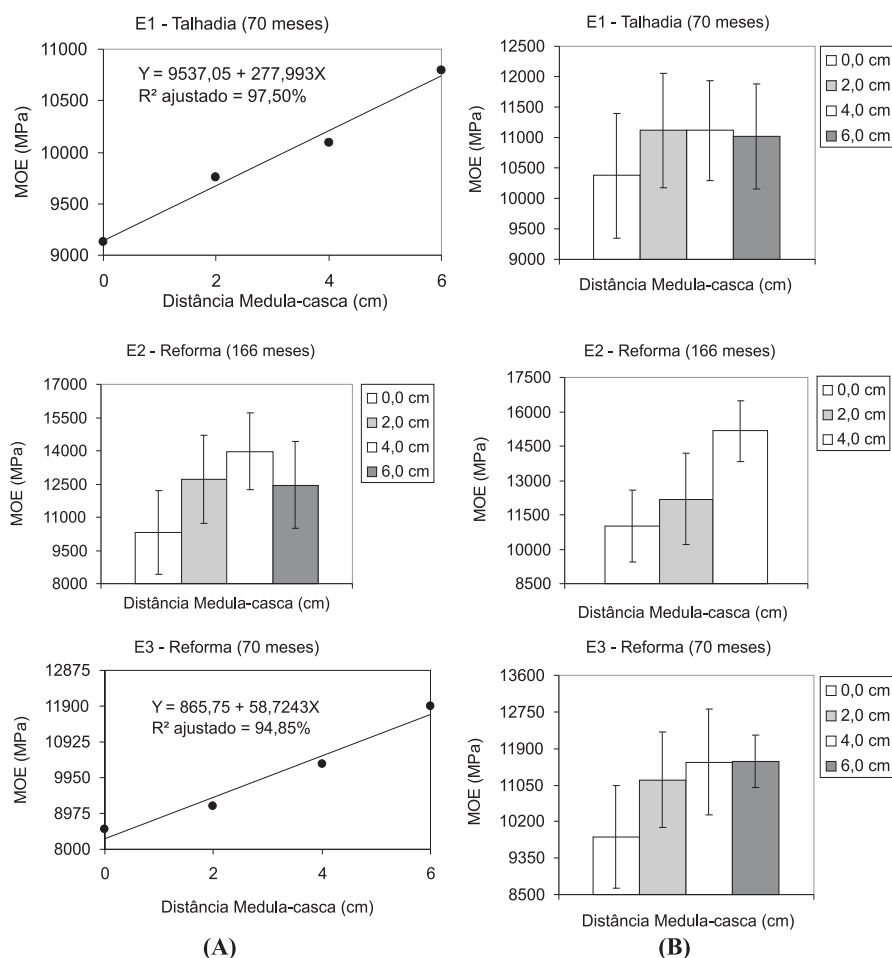 E1 - Talhadia (70 meses)
11000
10500
10000
9500
9000
MOE (MPa)
Y = 9537,05 + 277,993X
R² ajustado = 97,50%
0
2
4
6
Distância Medula-casca (cm)
E1 - Talhadia (70 meses)
12500
12000
11500
11000
10500
10000
9500
9000
MOE (MPa)
Distância Medula-casca (cm)
0,0 cm
2,0 cm
4,0 cm
6,0 cm
E2 - Reforma (166 meses)
17000
15500
14000
12500
11000
9500
8000
MOE (MPa)
Distância Medula-casca (cm)
0,0 cm
2,0 cm
4,0 cm
6,0 cm
E2 - Reforma (166 meses)
17500
16000
14500
13000
11500
10000
8500
MOE (MPa)
Distância Medula-casca (cm)
0,0 cm
2,0 cm
4,0 cm
E3 - Reforma (70 meses)
12875
11900
10925
9950
8975
8000
MOE (MPa)
Y = 865,75 + 58,7243X
R² ajustado = 94,85%
0
2
4
6
Distância Medula-casca (cm)
E3 - Reforma (70 meses)
13600
12750
11900
11050
10200
9350
8500
MOE (MPa)
Distância Medula-casca (cm)
0,0 cm
2,0 cm
4,0 cm
6,0 cm
(A)
(B)